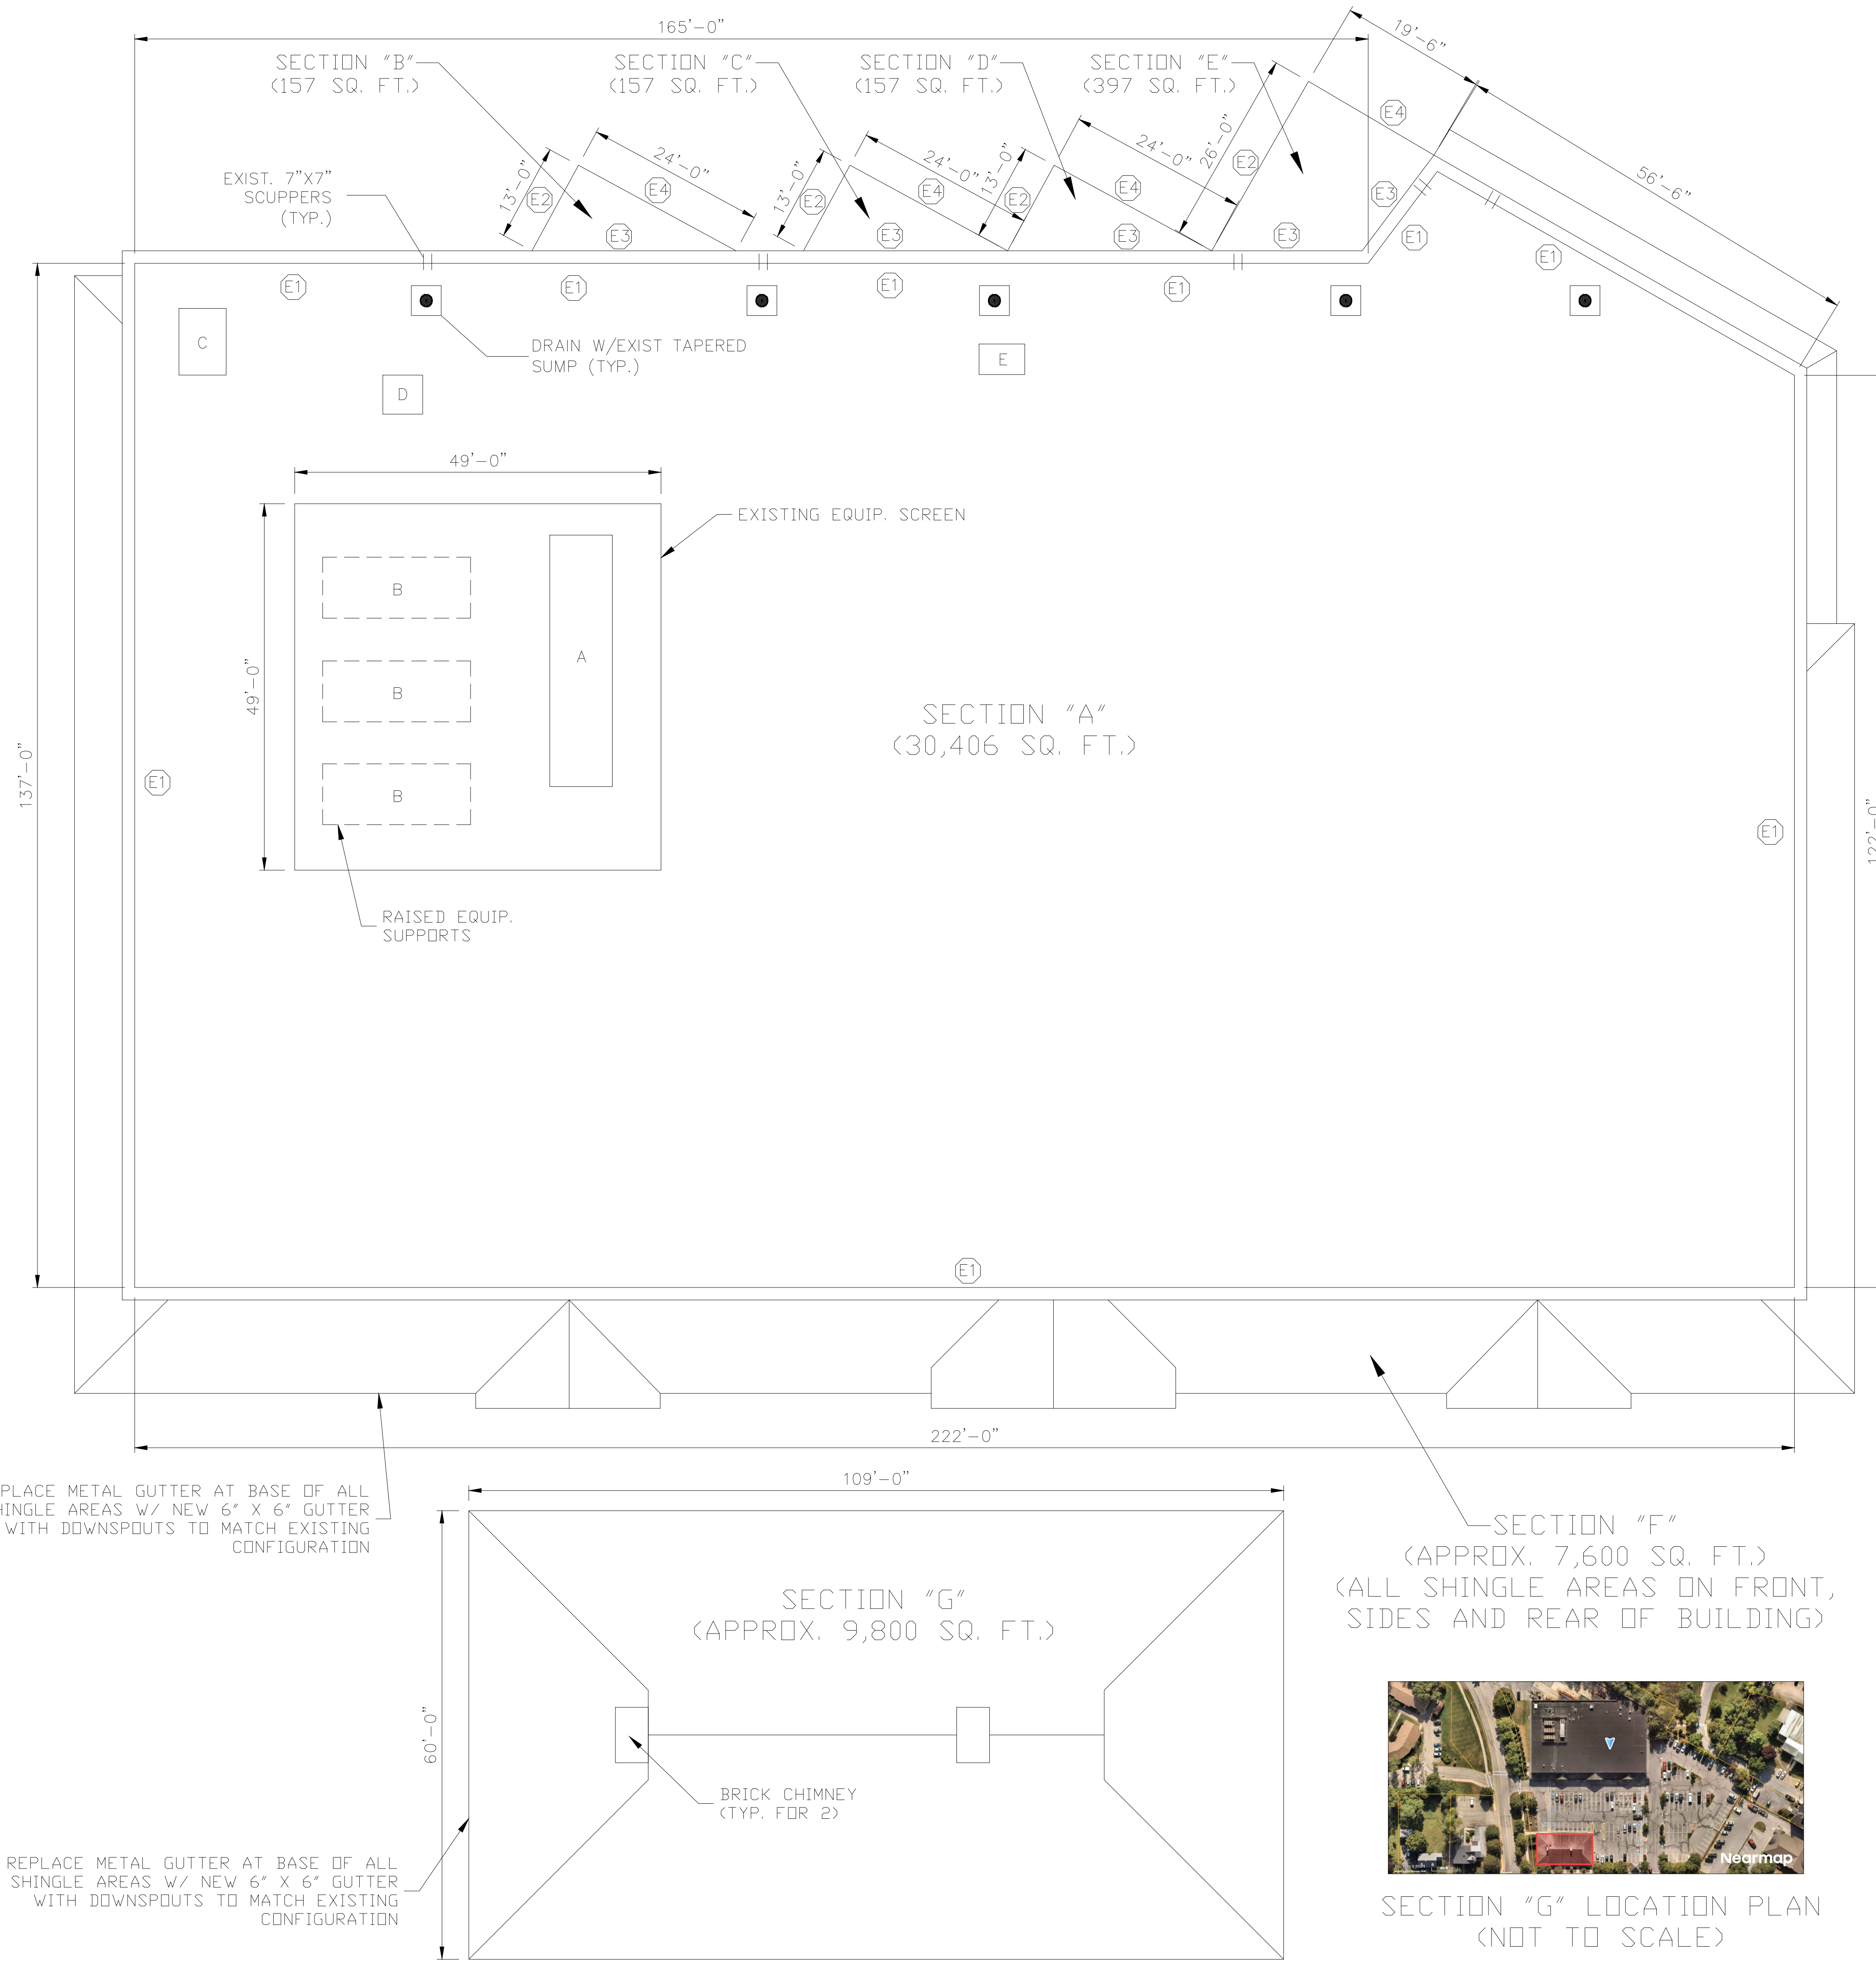 165'-0"
19'-6"
SECTION "B"
(157 SQ. FT.)
SECTION "C"
(157 SQ. FT.)
SECTION "D"
(157 SQ. FT.)
SECTION "E"
(397 SQ. FT.)
E4
EXIST. 7"X7"
SCUPPERS
(TYP.)
13'-0"
E2
24'-0"
E4
E3
13'-0"
E2
24'-0"
E4
E3
13'-0"
E2
24'-0"
E4
E3
26'-0"
E2
E3
E3
56'-6"
E1
E1
E1
E1
E1
E1
C
D
DRAIN W/EXIST TAPERED
SUMP (TYP.)
E
49'-0"
EXISTING EQUIP. SCREEN
49'-0"
B
B
B
A
RAISED EQUIP.
SUPPORTS
SECTION "A"
(30,406 SQ. FT.)
137'-0"
E1
E1
122'-0"
E1
222'-0"
PLACE METAL GUTTER AT BASE OF ALL
HINGLE AREAS W/ NEW 6" X 6" GUTTER
WITH DOWNSPOUTS TO MATCH EXISTING
CONFIGURATION
109'-0"
SECTION "F"
(APPROX. 7,600 SQ. FT.)
(ALL SHINGLE AREAS ON FRONT,
SIDES AND REAR OF BUILDING)
SECTION "G"
(APPROX. 9,800 SQ. FT.)
60'-0"
BRICK CHIMNEY
(TYP. FOR 2)
REPLACE METAL GUTTER AT BASE OF ALL
SHINGLE AREAS W/ NEW 6" X 6" GUTTER
WITH DOWNSPOUTS TO MATCH EXISTING
CONFIGURATION
Nearmap
SECTION "G" LOCATION PLAN
(NOT TO SCALE)